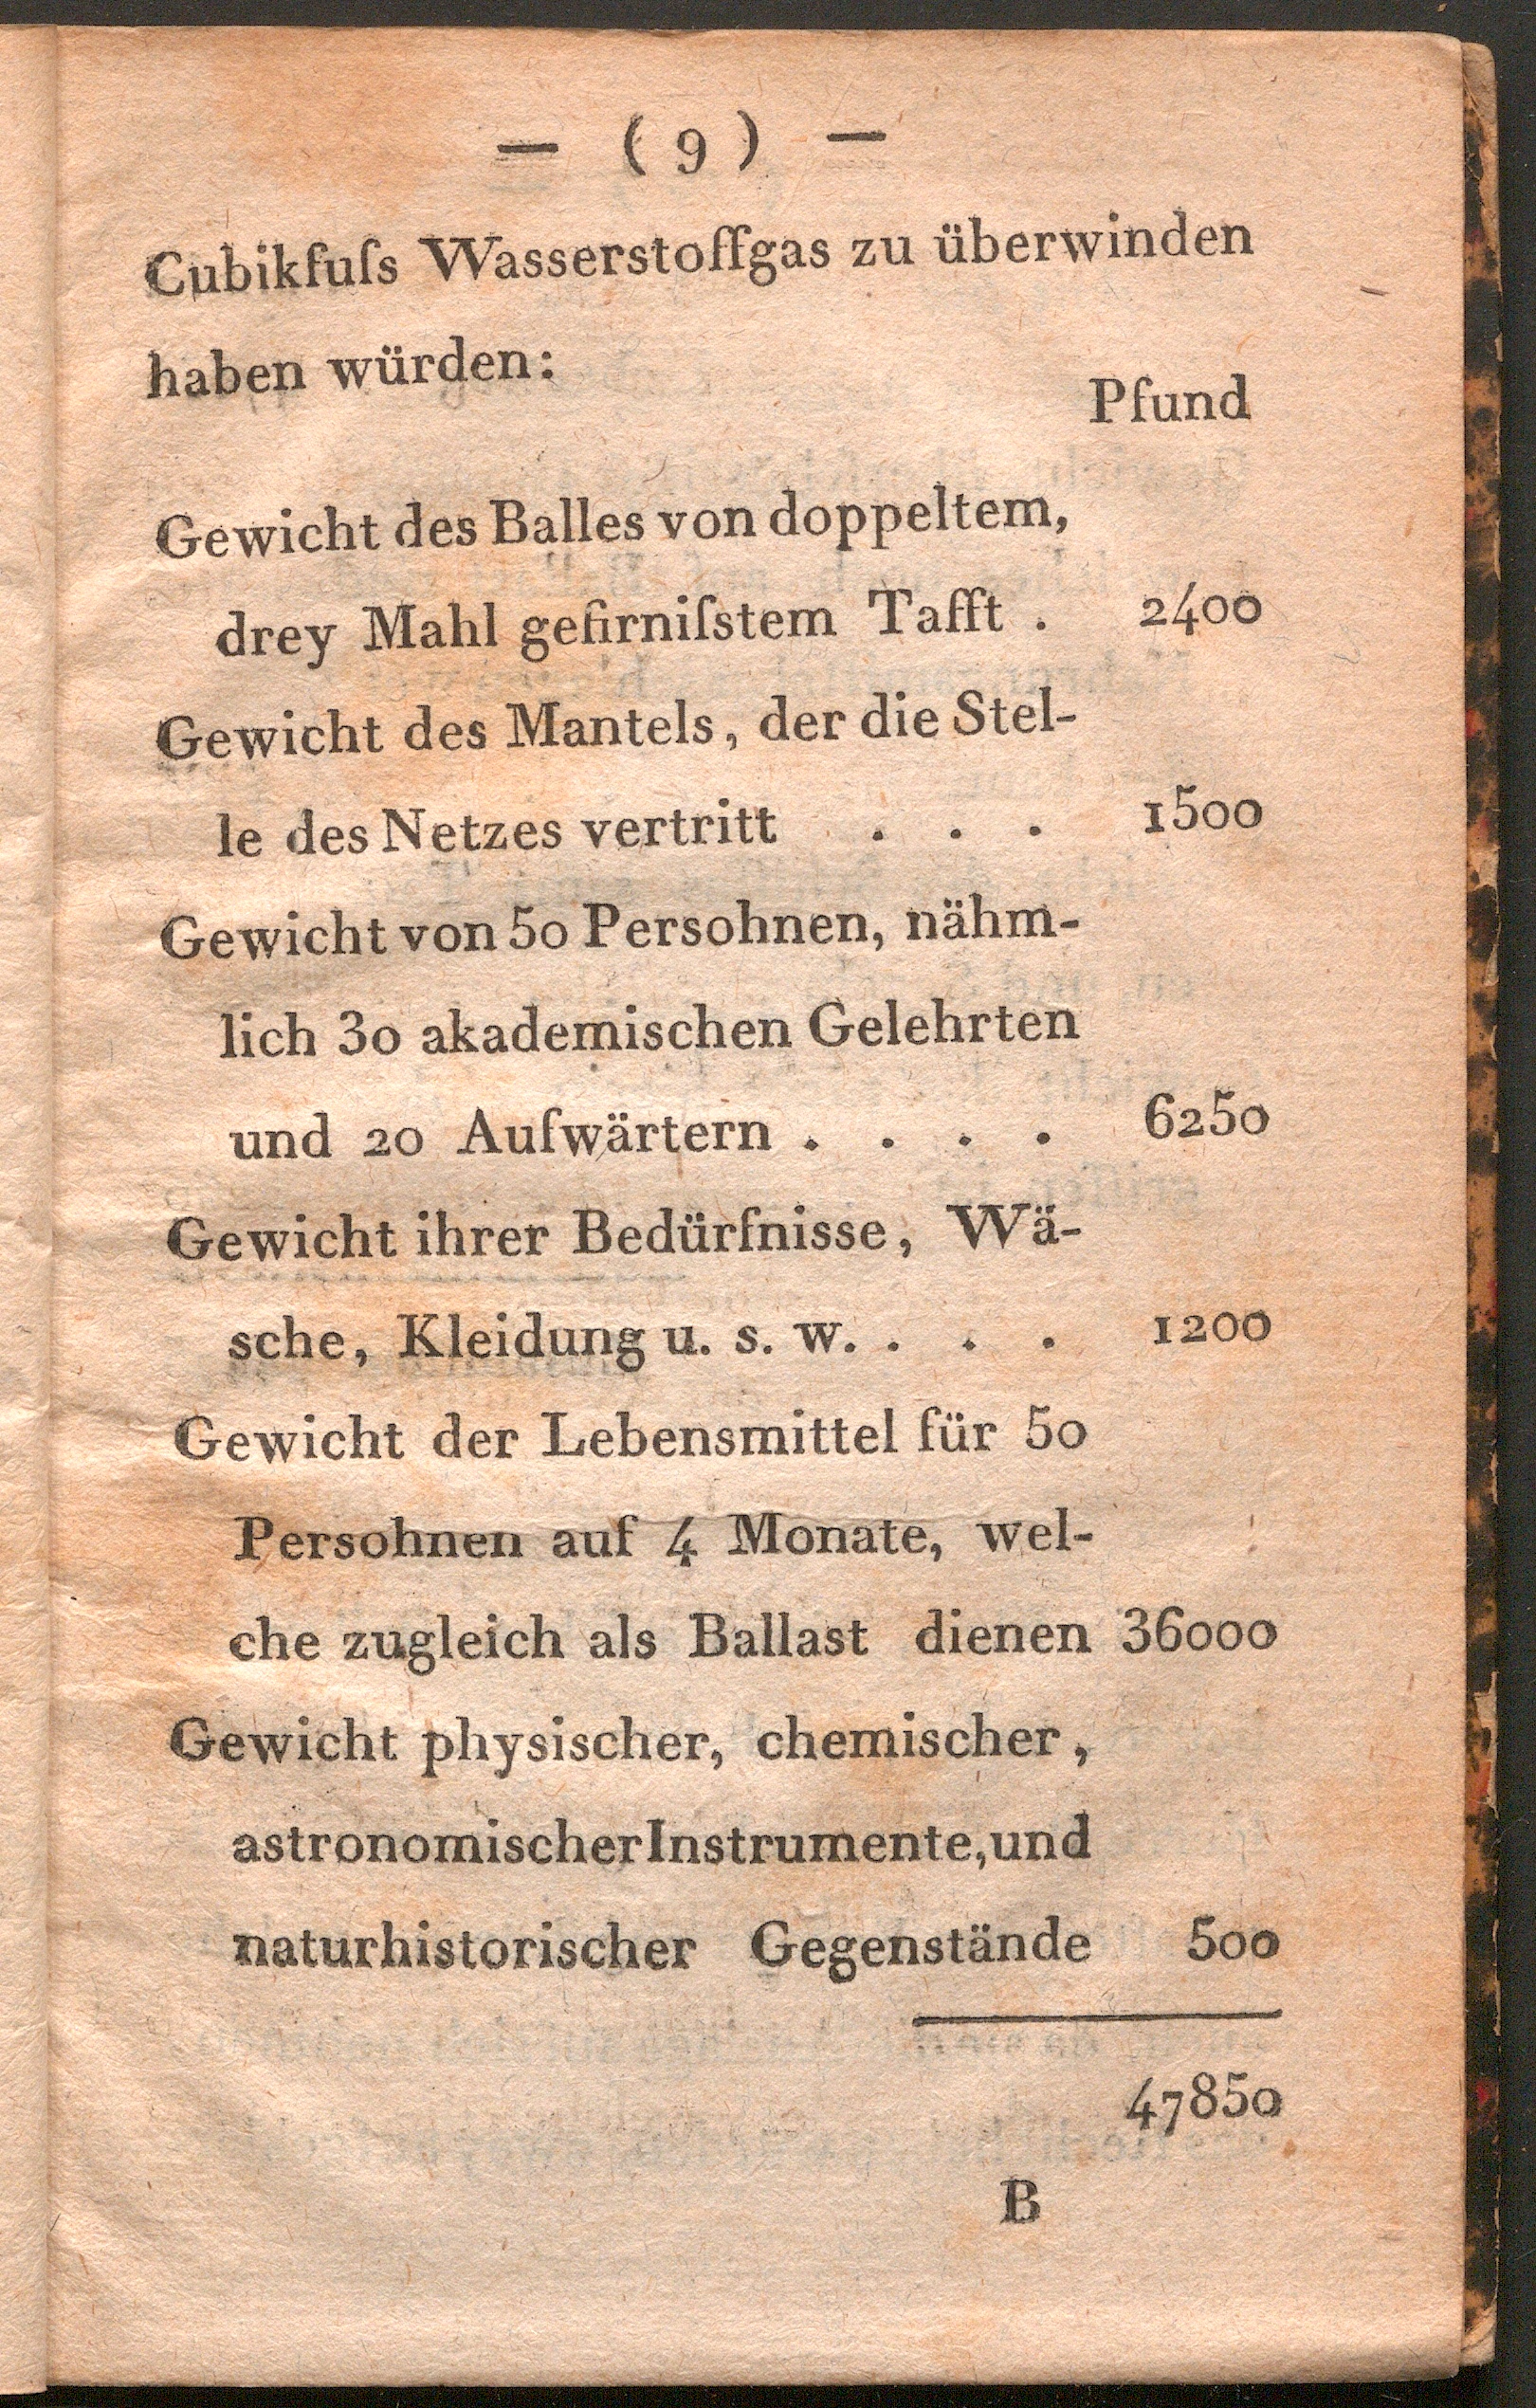 — ( 9 ) —
Cubikfuſs Wasserstoffgas zu überwinden
haben würden:
Pfund
Gewicht des Balles von doppeltem,
drey Mahl gefirniſstem Tafft . 2400
Gewicht des Mantels, der die Stel-
le des Netzes vertritt . . . 1500
Gewicht von 50 Persohnen, nähm-
lich 30 akademischen Gelehrten
und 20 Aufwärtern . . . . 6250
Gewicht ihrer Bedürfnisse, Wä-
sche, Kleidung u. s. w. . . . 1200
Gewicht der Lebensmittel für 50
Persohnen auf 4 Monate, wel-
che zugleich als Ballast dienen 36000
Gewicht physischer, chemischer,
astronomischer Instrumente, und
naturhistorischer Gegenstände 500
47850
B